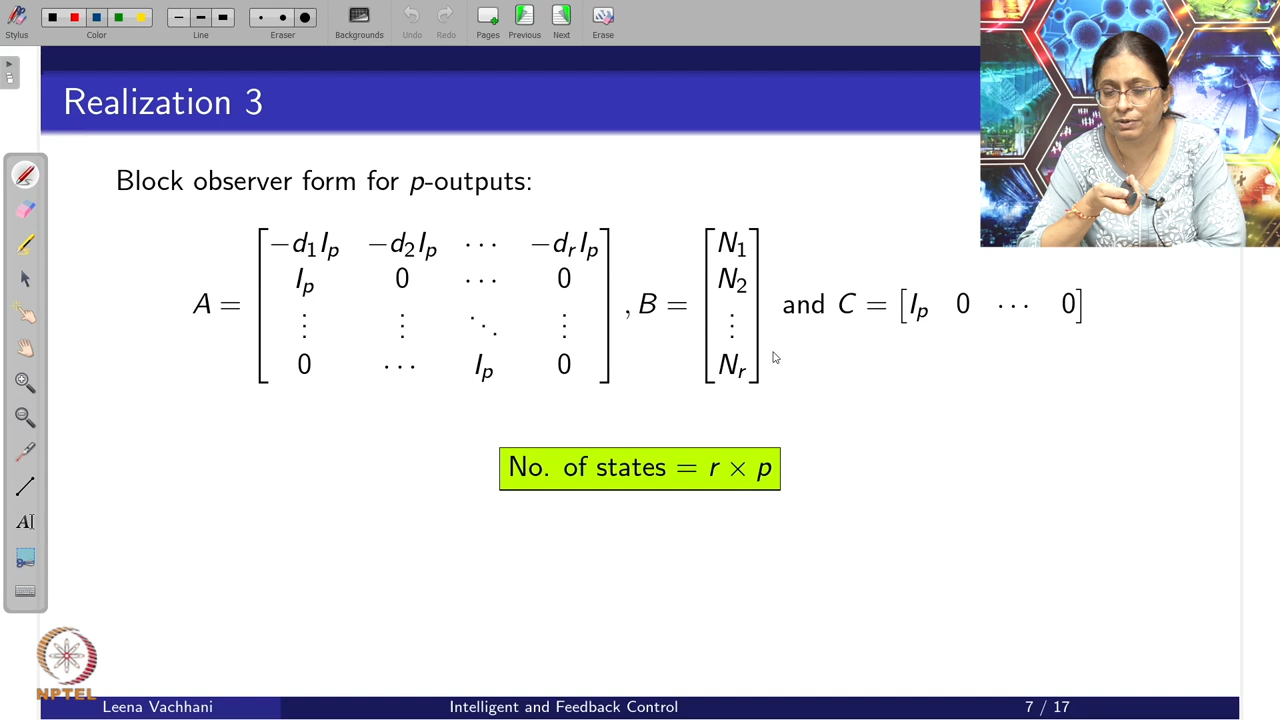 Stylus Color Line Eraser Backgrounds Undo Redo Pages Previous Next Erase
Realization 3
Block observer form for p-outputs:
A = [ −d₁Iₚ −d₂Iₚ ⋯ −dᵣIₚ
Iₚ 0 ⋯ 0
⋮ ⋮ ⋱ ⋮
0 ⋯ Iₚ 0 ] , B = [ N₁
N₂
⋮
Nᵣ ] and C = [ Iₚ 0 ⋯ 0 ]
No. of states = r × p
NPTEL
Leena Vachhani Intelligent and Feedback Control 7 / 17